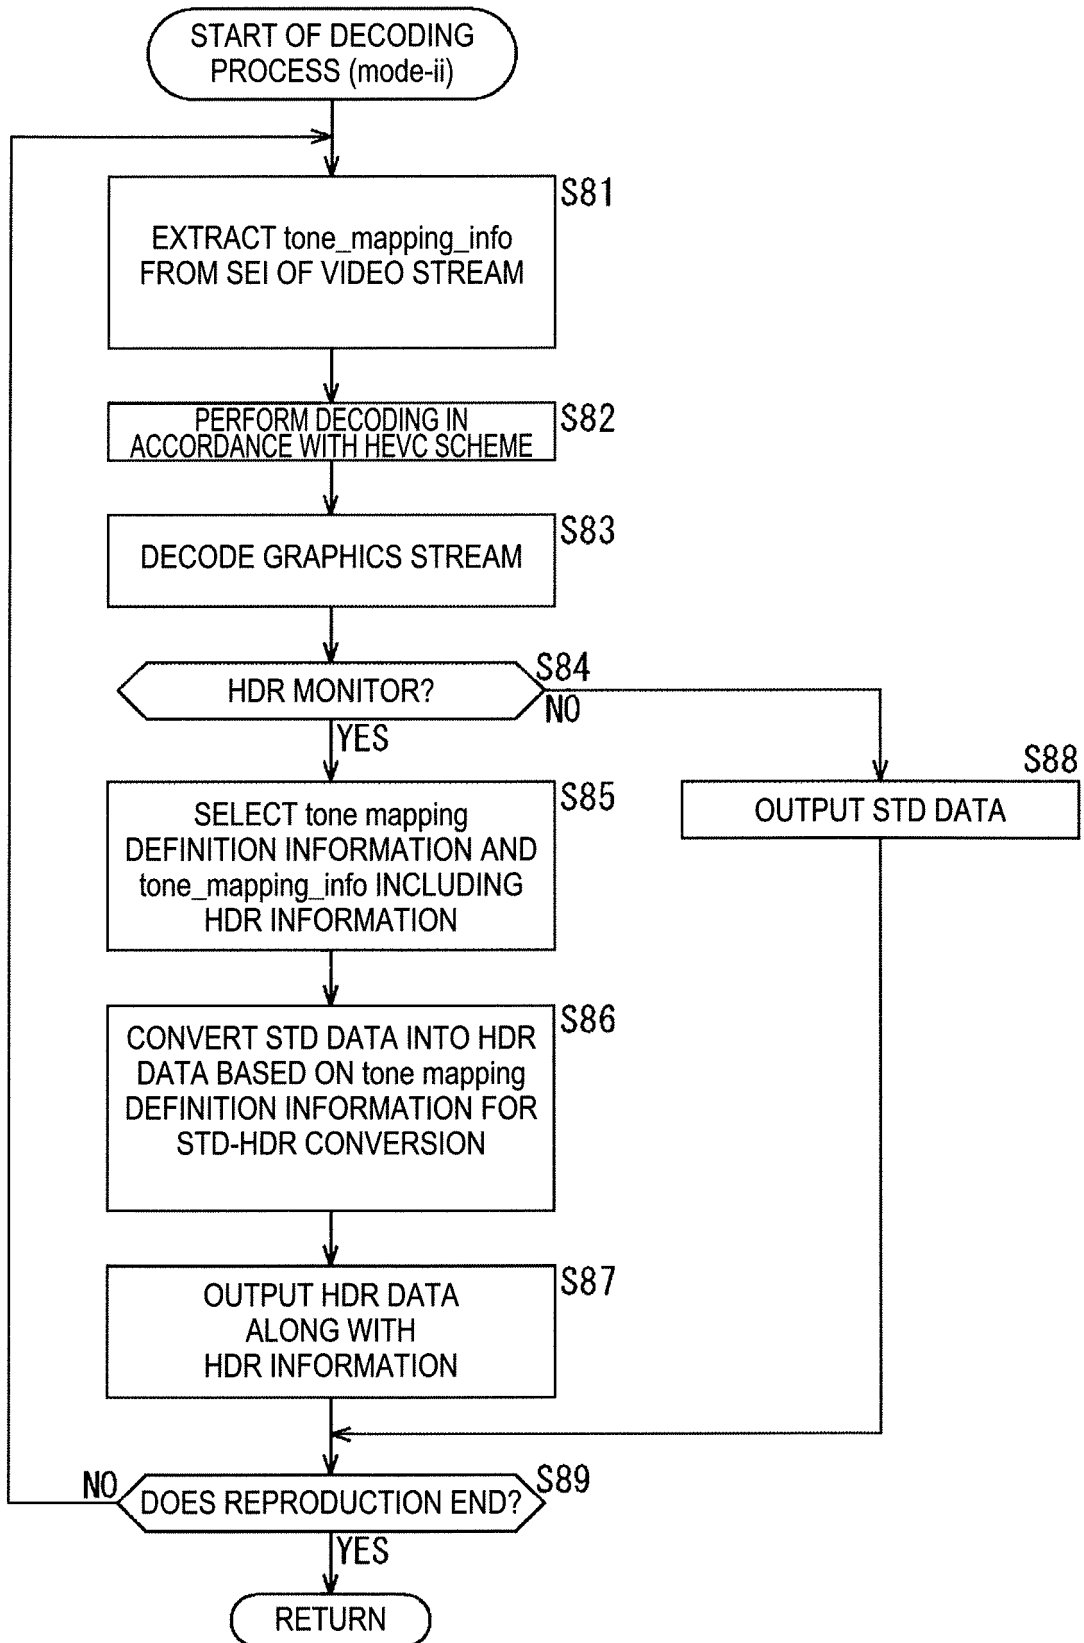 START OF DECODING
PROCESS (mode-ii)
S81
EXTRACT tone_mapping_info
FROM SEI OF VIDEO STREAM
S82
PERFORM DECODING IN
ACCORDANCE WITH HEVC SCHEME
S83
DECODE GRAPHICS STREAM
S84
HDR MONITOR?
NO
YES
S85
SELECT tone mapping
DEFINITION INFORMATION AND
tone_mapping_info INCLUDING
HDR INFORMATION
S88
OUTPUT STD DATA
S86
CONVERT STD DATA INTO HDR
DATA BASED ON tone mapping
DEFINITION INFORMATION FOR
STD-HDR CONVERSION
S87
OUTPUT HDR DATA
ALONG WITH
HDR INFORMATION
S89
NO
DOES REPRODUCTION END?
YES
RETURN